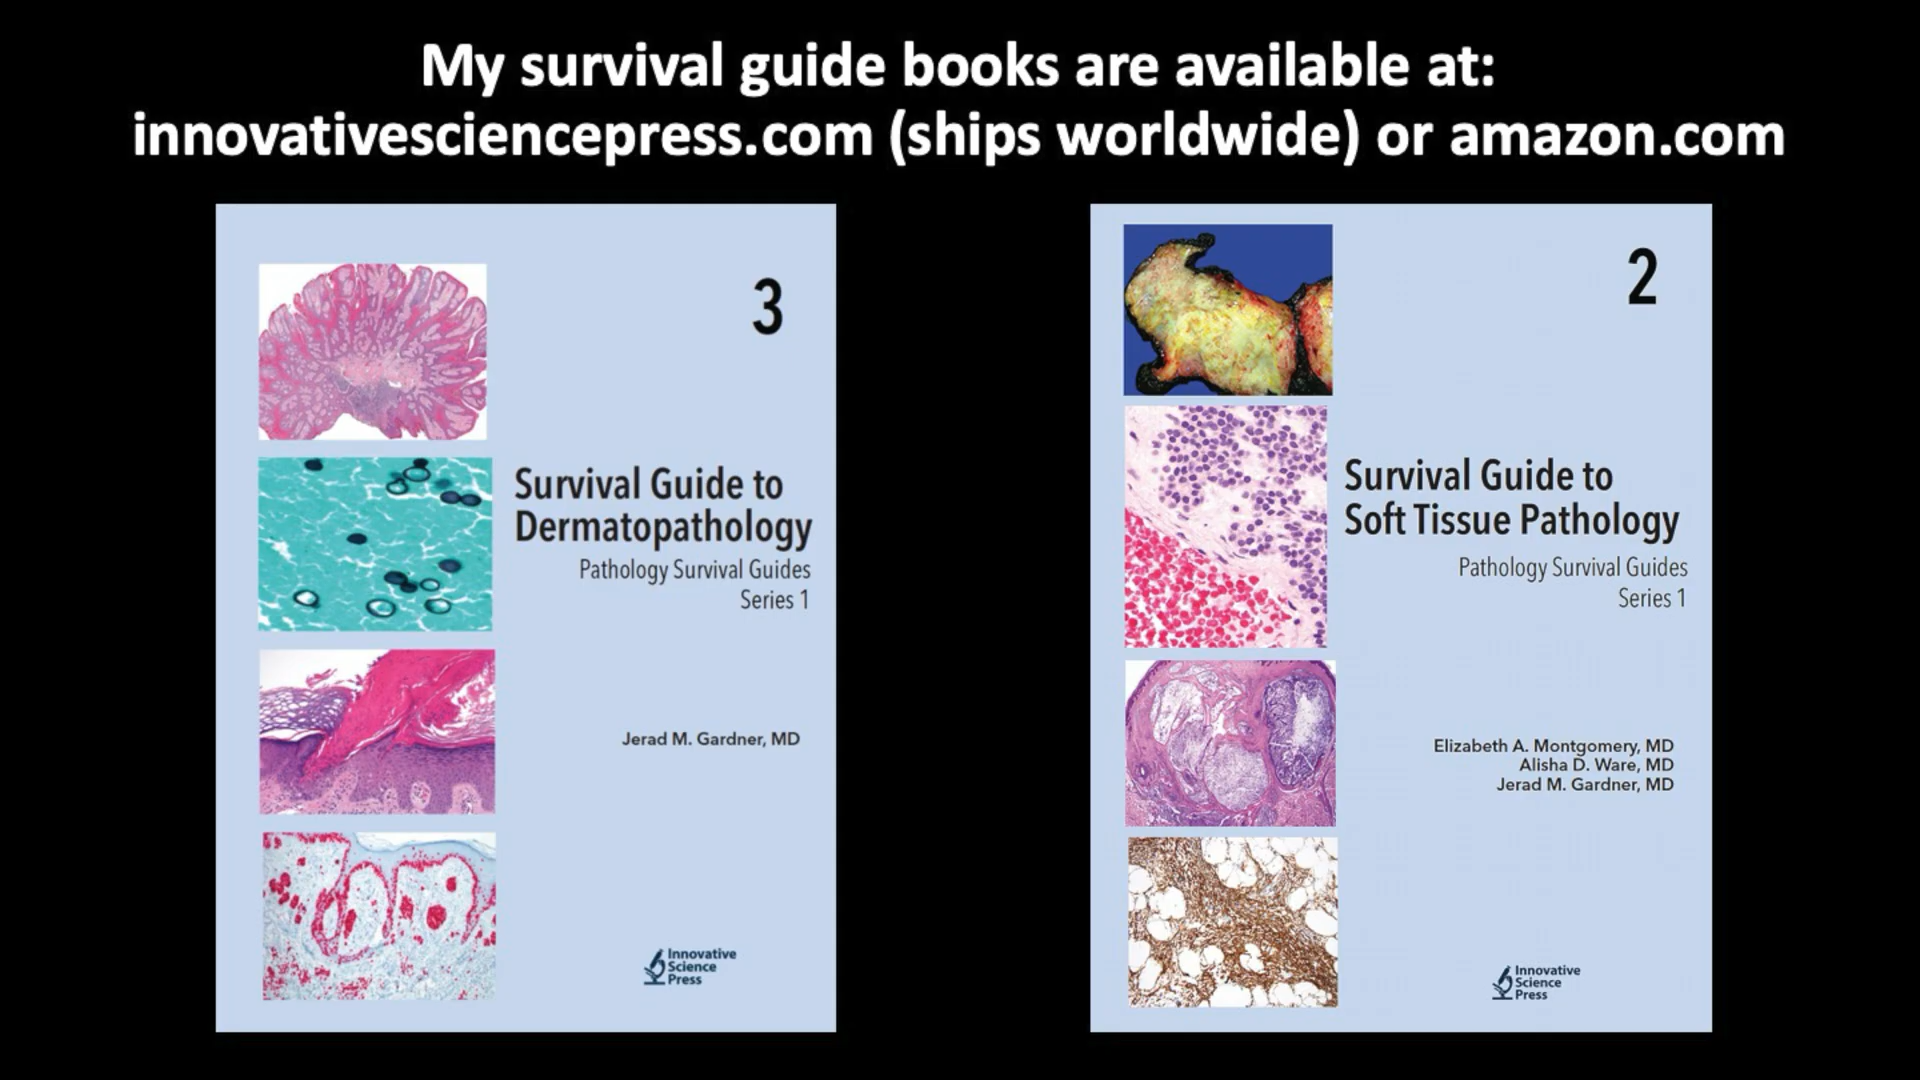 My survival guide books are available at:
innovativesciencepress.com (ships worldwide) or amazon.com
3
Survival Guide to
Dermatopathology
Pathology Survival Guides
Series 1
Jerad M. Gardner, MD
Innovative
Science
Press
2
Survival Guide to
Soft Tissue Pathology
Pathology Survival Guides
Series 1
Elizabeth A. Montgomery, MD
Alisha D. Ware, MD
Jerad M. Gardner, MD
Innovative
Science
Press